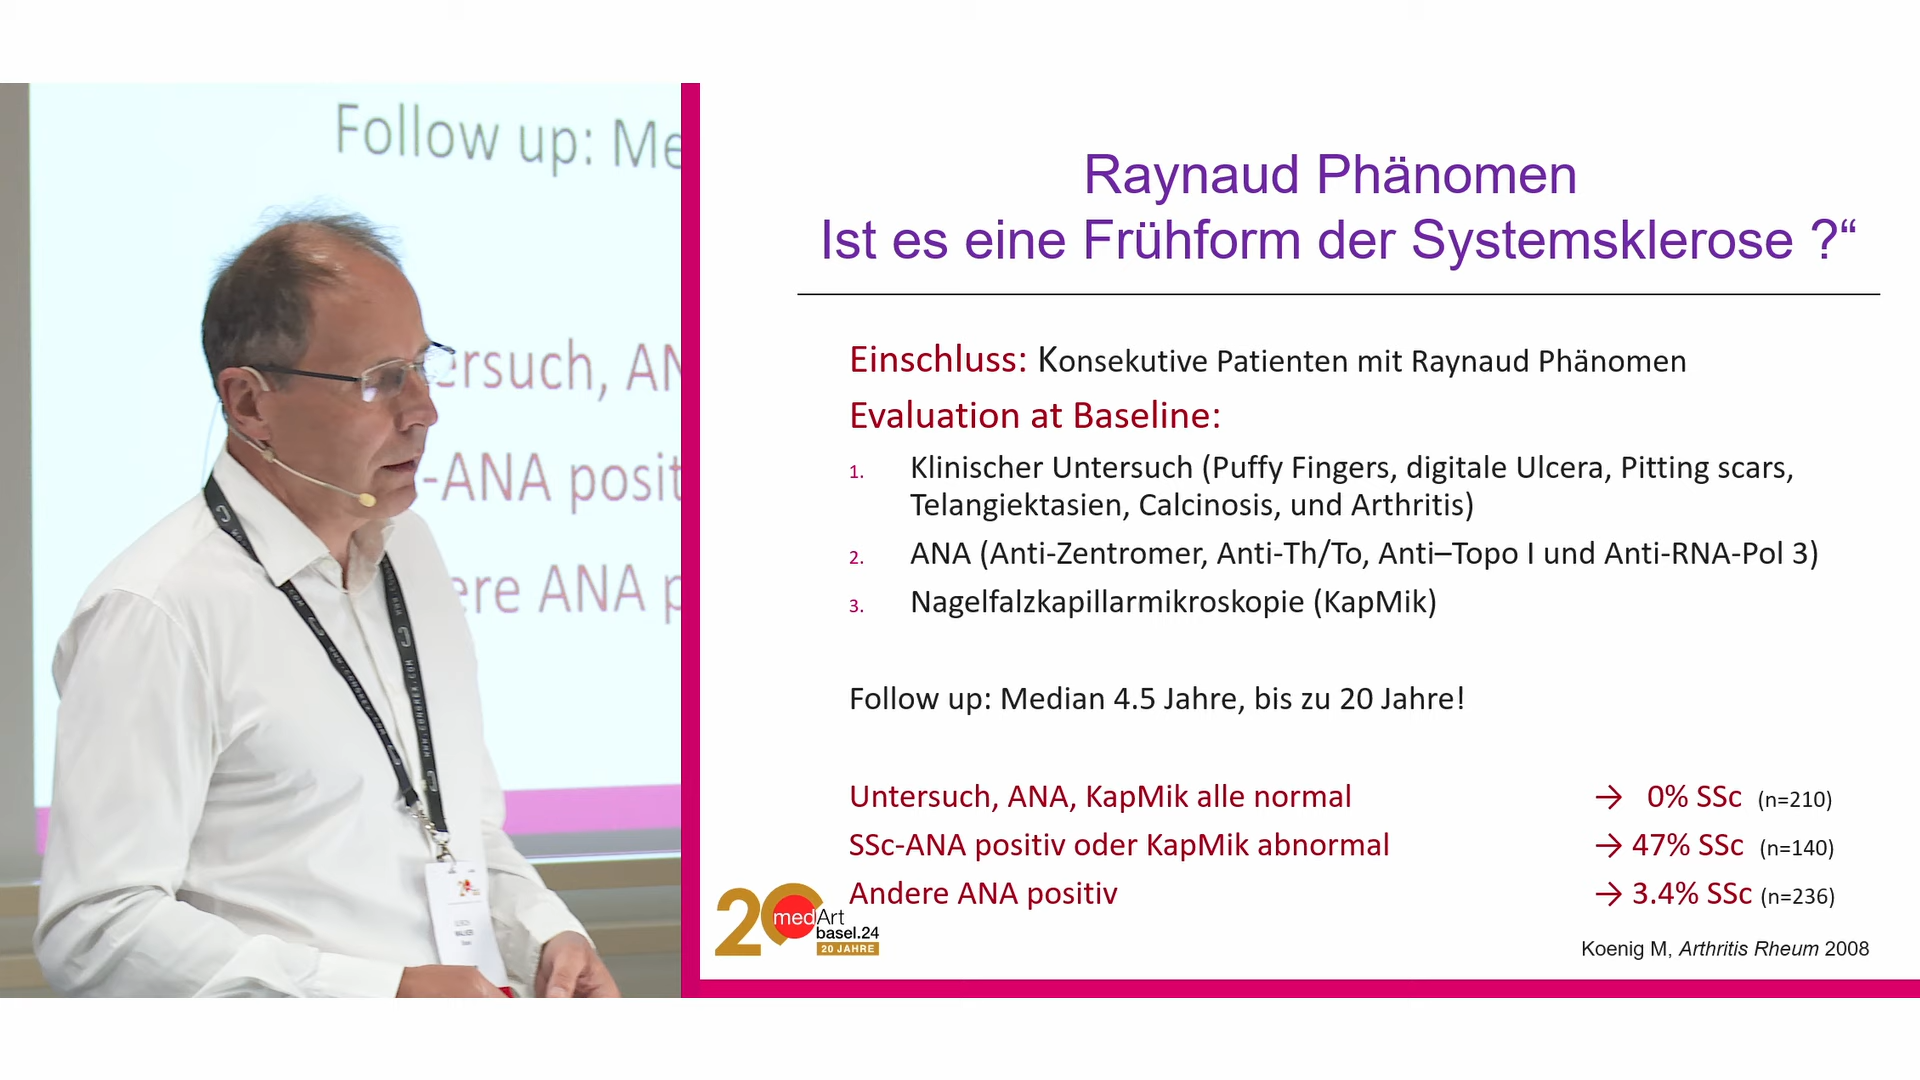 Follow up: Me
ersuch, AN
-ANA posit
ere ANA p
WALKER
Raynaud Phänomen
Ist es eine Frühform der Systemsklerose ?“
Einschluss: Konsekutive Patienten mit Raynaud Phänomen
Evaluation at Baseline:
1. Klinischer Untersuch (Puffy Fingers, digitale Ulcera, Pitting scars,
Telangiektasien, Calcinosis, und Arthritis)
2. ANA (Anti-Zentromer, Anti-Th/To, Anti–Topo I und Anti-RNA-Pol 3)
3. Nagelfalzkapillarmikroskopie (KapMik)
Follow up: Median 4.5 Jahre, bis zu 20 Jahre!
Untersuch, ANA, KapMik alle normal → 0% SSc (n=210)
SSc-ANA positiv oder KapMik abnormal → 47% SSc (n=140)
Andere ANA positiv → 3.4% SSc (n=236)
20 medArt
basel.24
20 JAHRE
Koenig M, Arthritis Rheum 2008